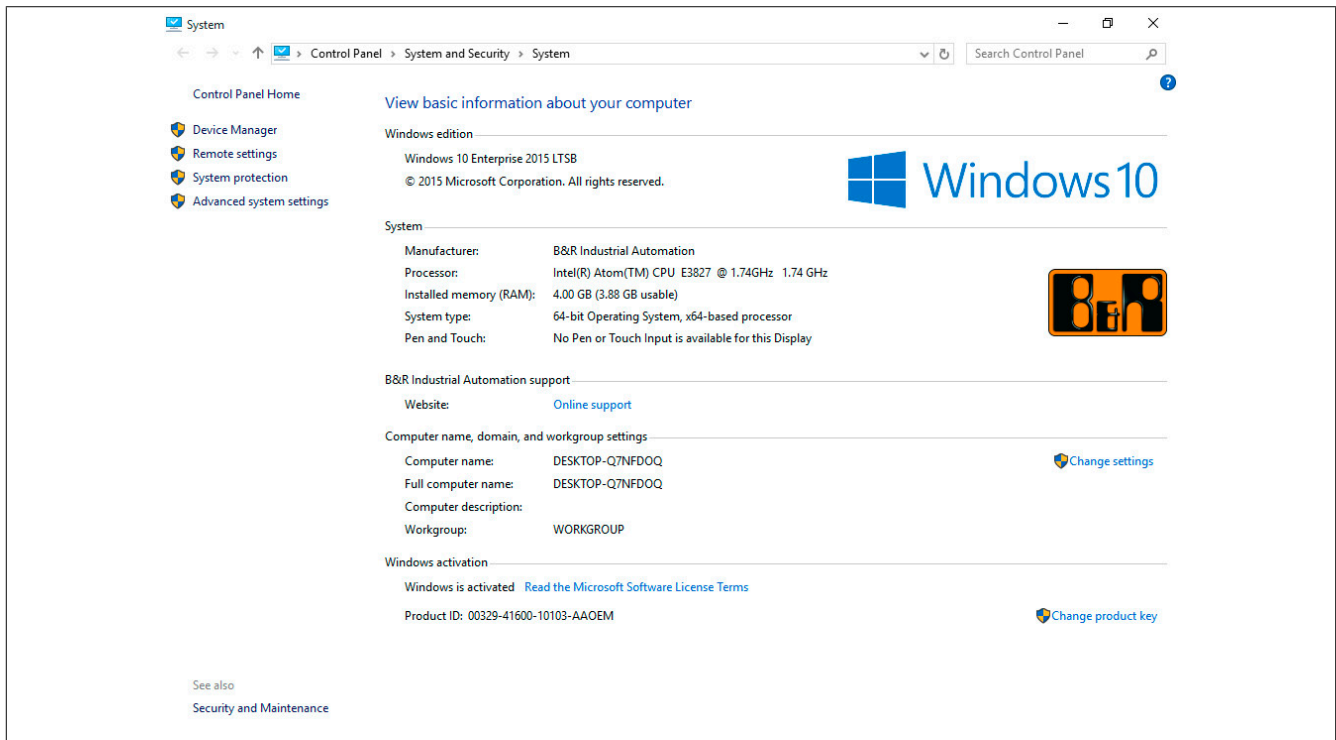 System
Control Panel > System and Security > System
Search Control Panel
?
Control Panel Home
Device Manager
Remote settings
System protection
Advanced system settings
View basic information about your computer
Windows edition
Windows 10 Enterprise 2015 LTSB
© 2015 Microsoft Corporation. All rights reserved.
Windows 10
System
Manufacturer: B&R Industrial Automation
Processor: Intel(R) Atom(TM) CPU E3827 @ 1.74GHz 1.74 GHz
Installed memory (RAM): 4.00 GB (3.88 GB usable)
System type: 64-bit Operating System, x64-based processor
Pen and Touch: No Pen or Touch Input is available for this Display
B&R
B&R Industrial Automation support
Website: Online support
Computer name, domain, and workgroup settings
Computer name: DESKTOP-Q7NFDOQ
Change settings
Full computer name: DESKTOP-Q7NFDOQ
Computer description:
Workgroup: WORKGROUP
Windows activation
Windows is activated Read the Microsoft Software License Terms
Product ID: 00329-41600-10103-AAOEM
Change product key
See also
Security and Maintenance